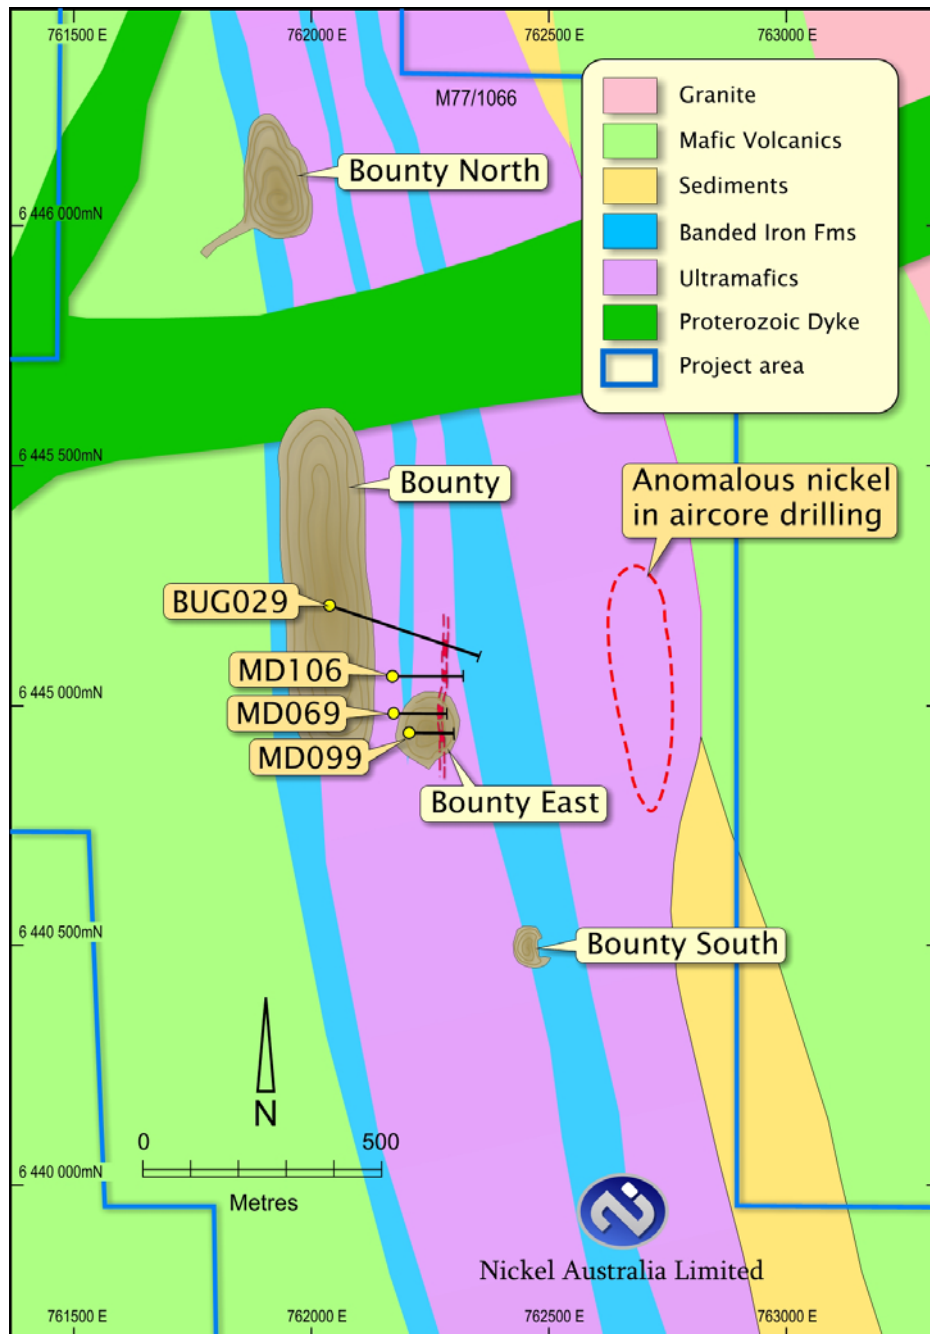 761500 E
762000 E
762500 E
763000 E
M77/1066
Granite
Mafic Volcanics
Sediments
Banded Iron Fms
Ultramafics
Proterozoic Dyke
Project area
Bounty North
6 446 000mN
6 445 500mN
Bounty
Anomalous nickel
in aircore drilling
BUG029
MD106
6 445 000mN
MD069
MD099
Bounty East
6 440 500mN
Bounty South
N
0
500
Metres
6 440 000mN
Ni
Nickel Australia Limited
761500 E
762000 E
762500 E
763000 E